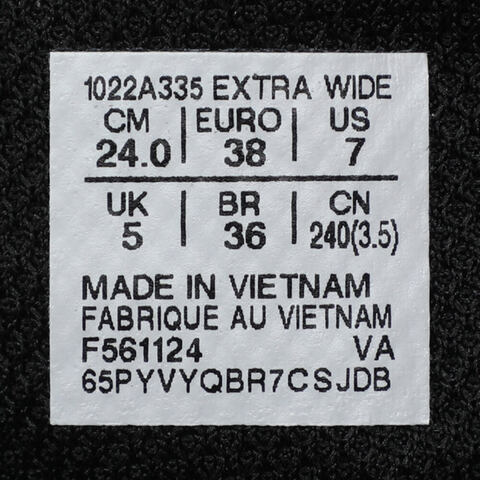 1022A335 EXTRA WIDE
CM | EURO | US
24.0 | 38 | 7
UK | BR | CN
5 | 36 | 240(3.5)
MADE IN VIETNAM
FABRIQUE AU VIETNAM
F561124 VA
65PYVYQBR7CSJDB